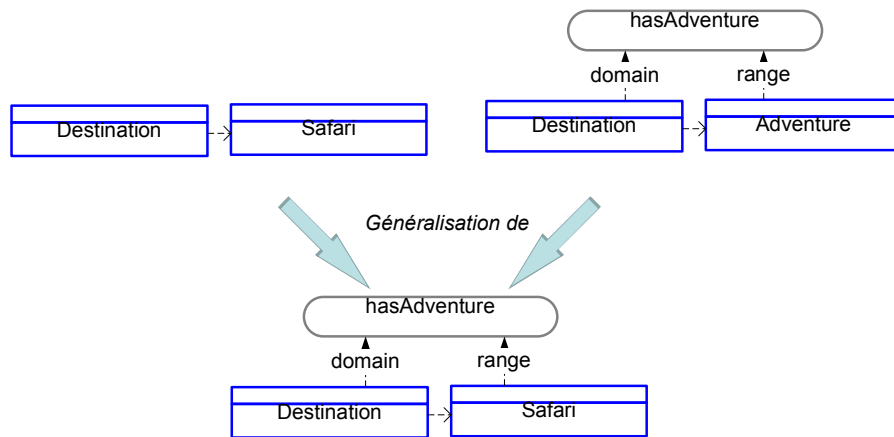 hasAdventure
domain range
Destination Safari
Destination Adventure
Généralisation de
hasAdventure
domain range
Destination Safari